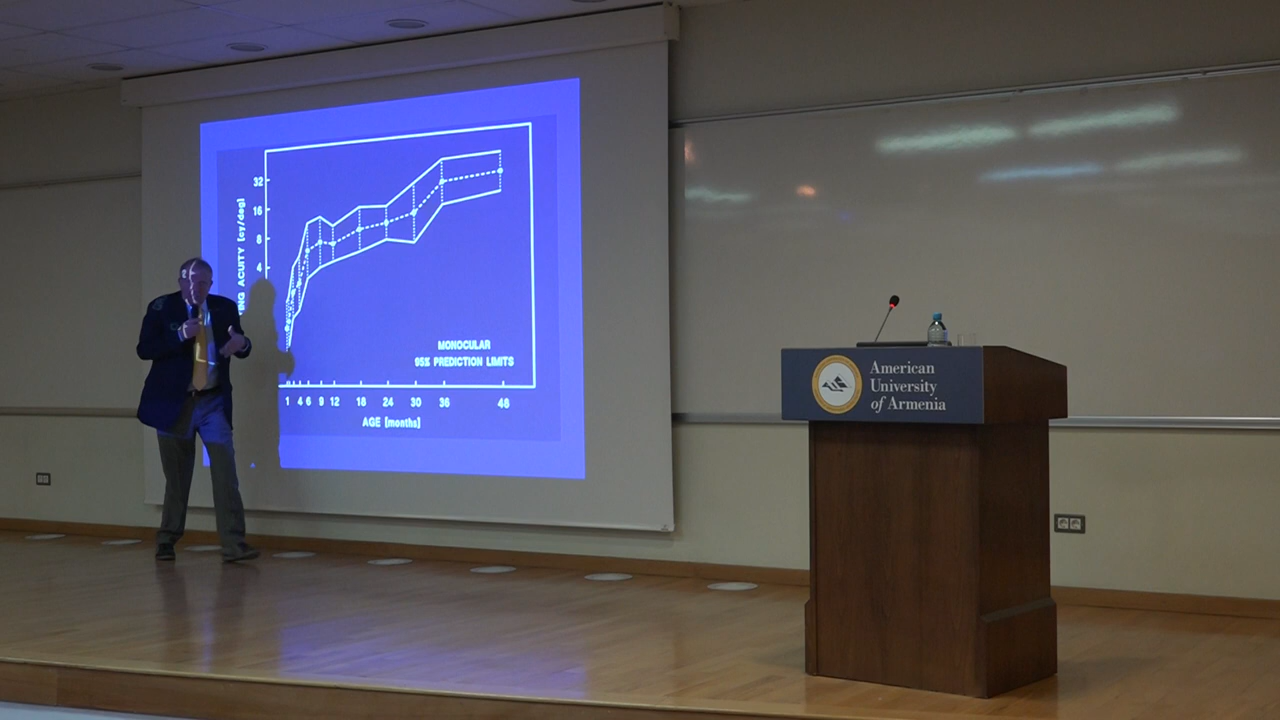 32
16
8
4
ACUITY [cy/deg]
MONOCULAR
95% PREDICTION LIMITS
1 4 6 9 12 18 24 30 36 48
AGE [months]
American
University
of Armenia